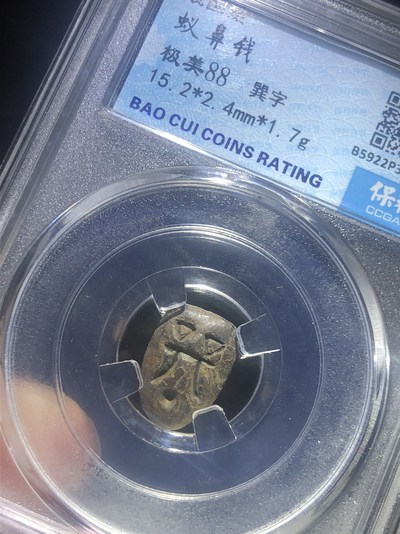 蚁鼻钱
极美88 巽字
15.2*2.4mm*1.7g
BAO CUI COINS RATING
B5922P
保
CCGA